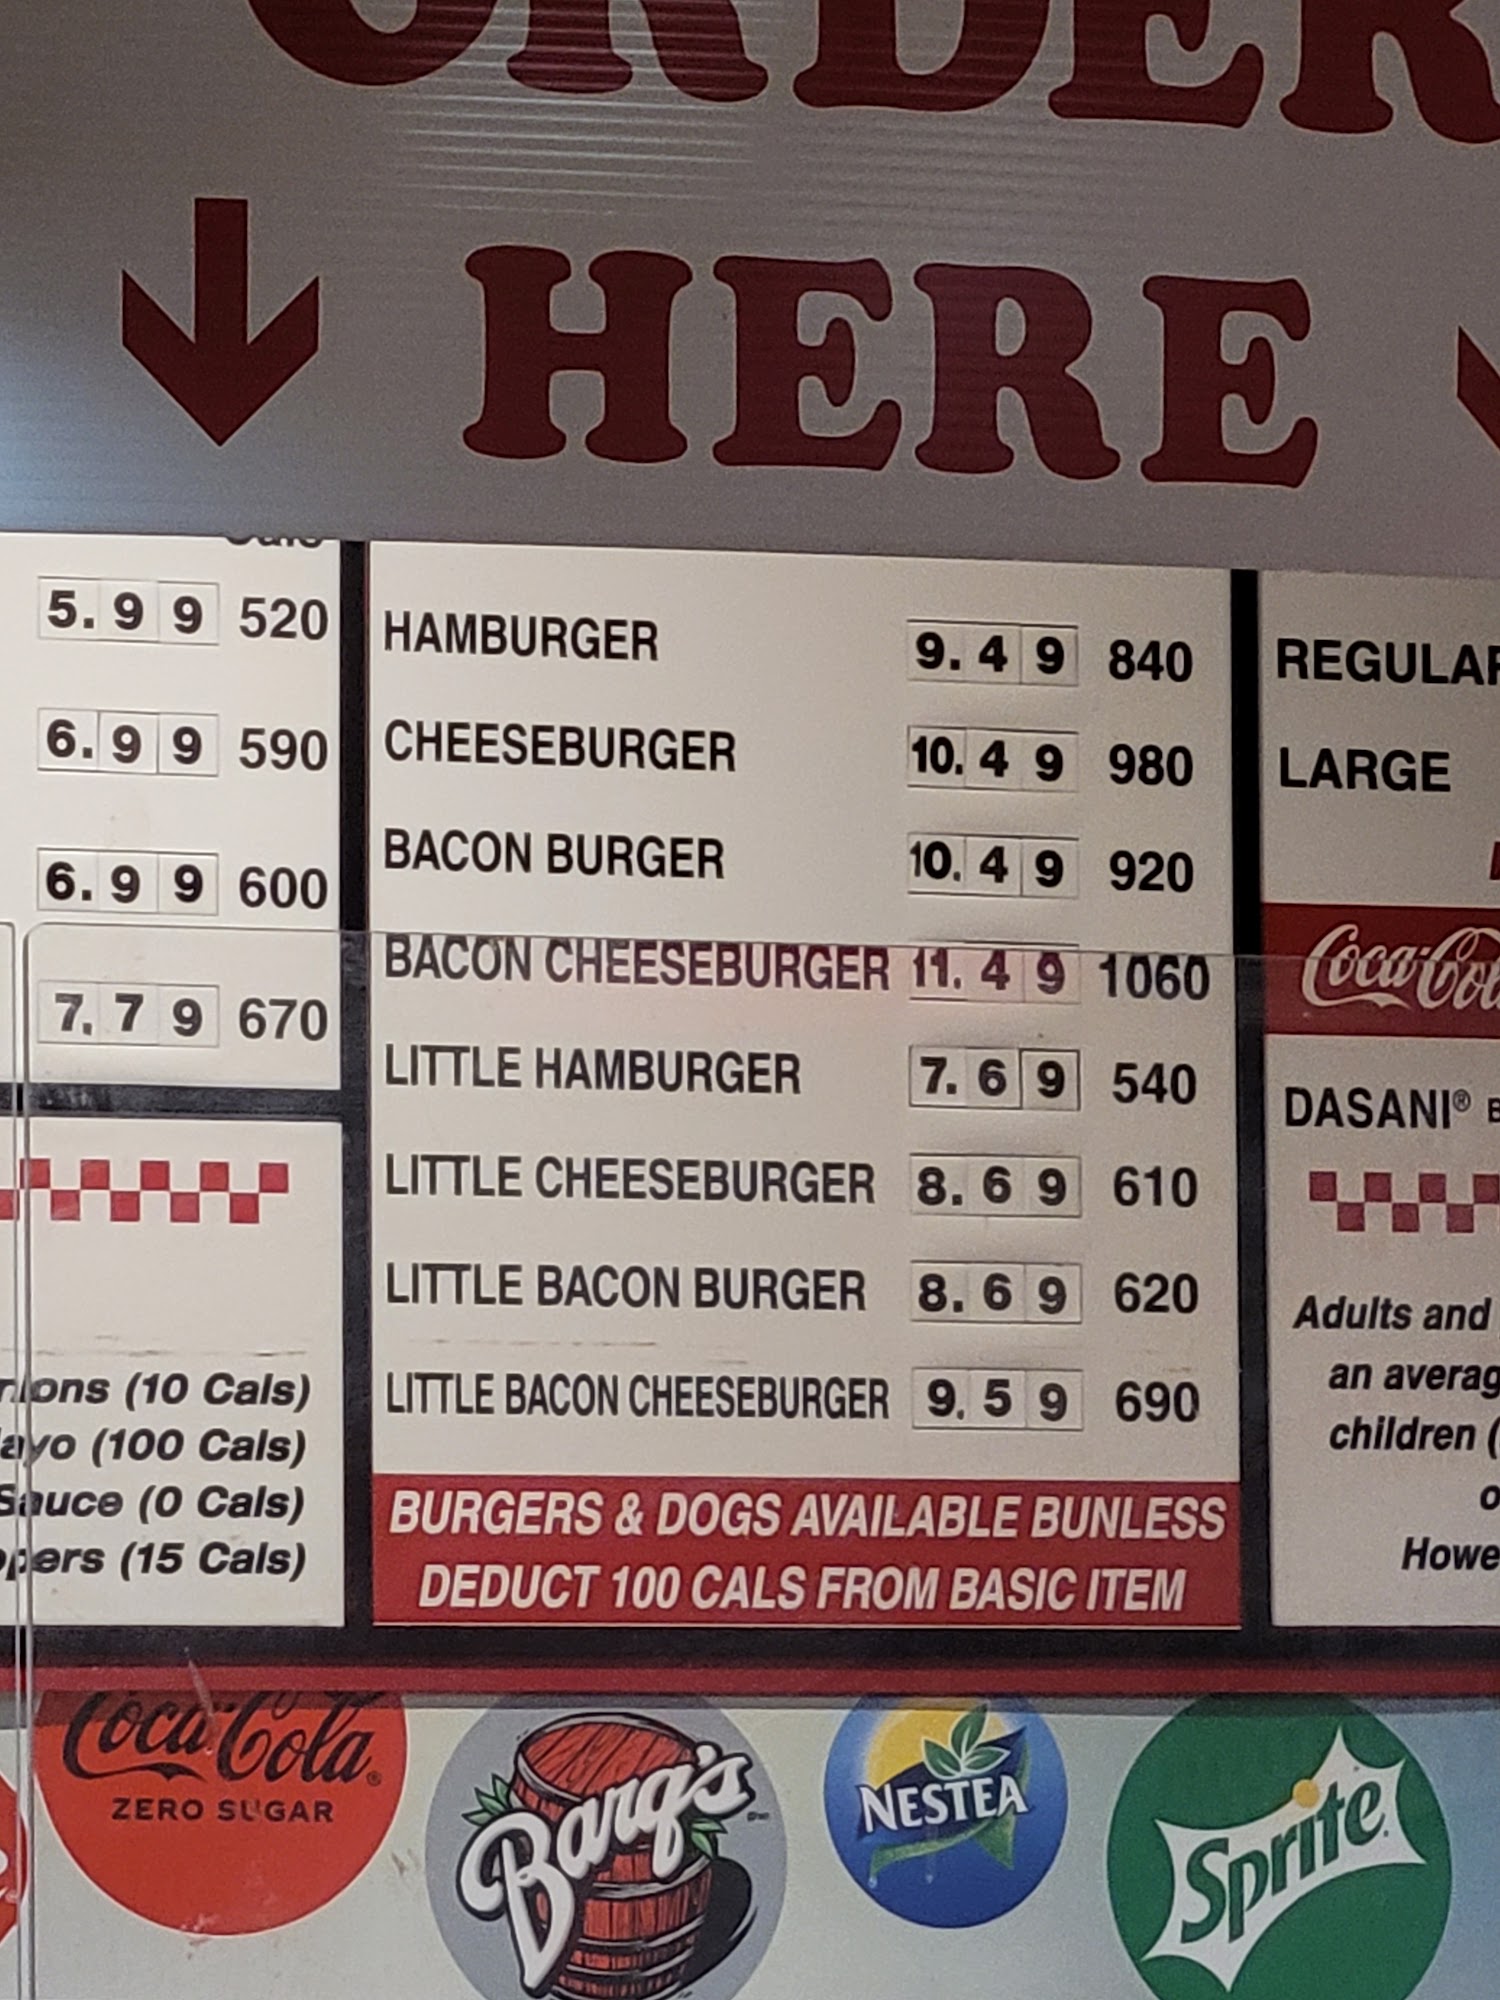 ORDER
HERE
5.99 520
6.99 590
6.99 600
7.79 670
(10 Cals)
(100 Cals)
Sauce (0 Cals)
(15 Cals)
HAMBURGER 9.49 840
CHEESEBURGER 10.49 980
BACON BURGER 10.49 920
BACON CHEESEBURGER 11.49 1060
LITTLE HAMBURGER 7.69 540
LITTLE CHEESEBURGER 8.69 610
LITTLE BACON BURGER 8.69 620
LITTLE BACON CHEESEBURGER 9.59 690
BURGERS & DOGS AVAILABLE BUNLESS
DEDUCT 100 CALS FROM BASIC ITEM
REGULAR
LARGE
Coca-Cola
DASANI®
Adults and
an averag
children (
Howe
Coca-Cola®
ZERO SUGAR
Barq's
NESTEA
Sprite